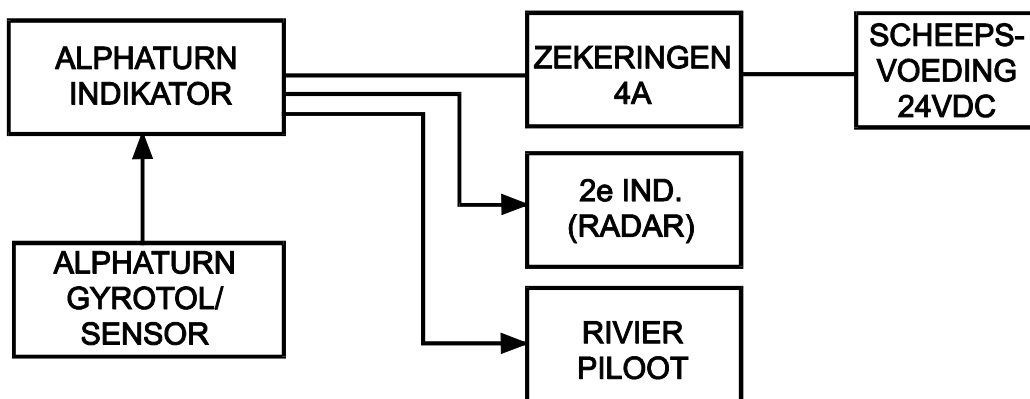 ALPHATURN
INDIKATOR
ZEKERINGEN
4A
SCHEEPS-
VOEDING
24VDC
2e IND.
(RADAR)
ALPHATURN
GYROTOL/
SENSOR
RIVIER
PILOOT